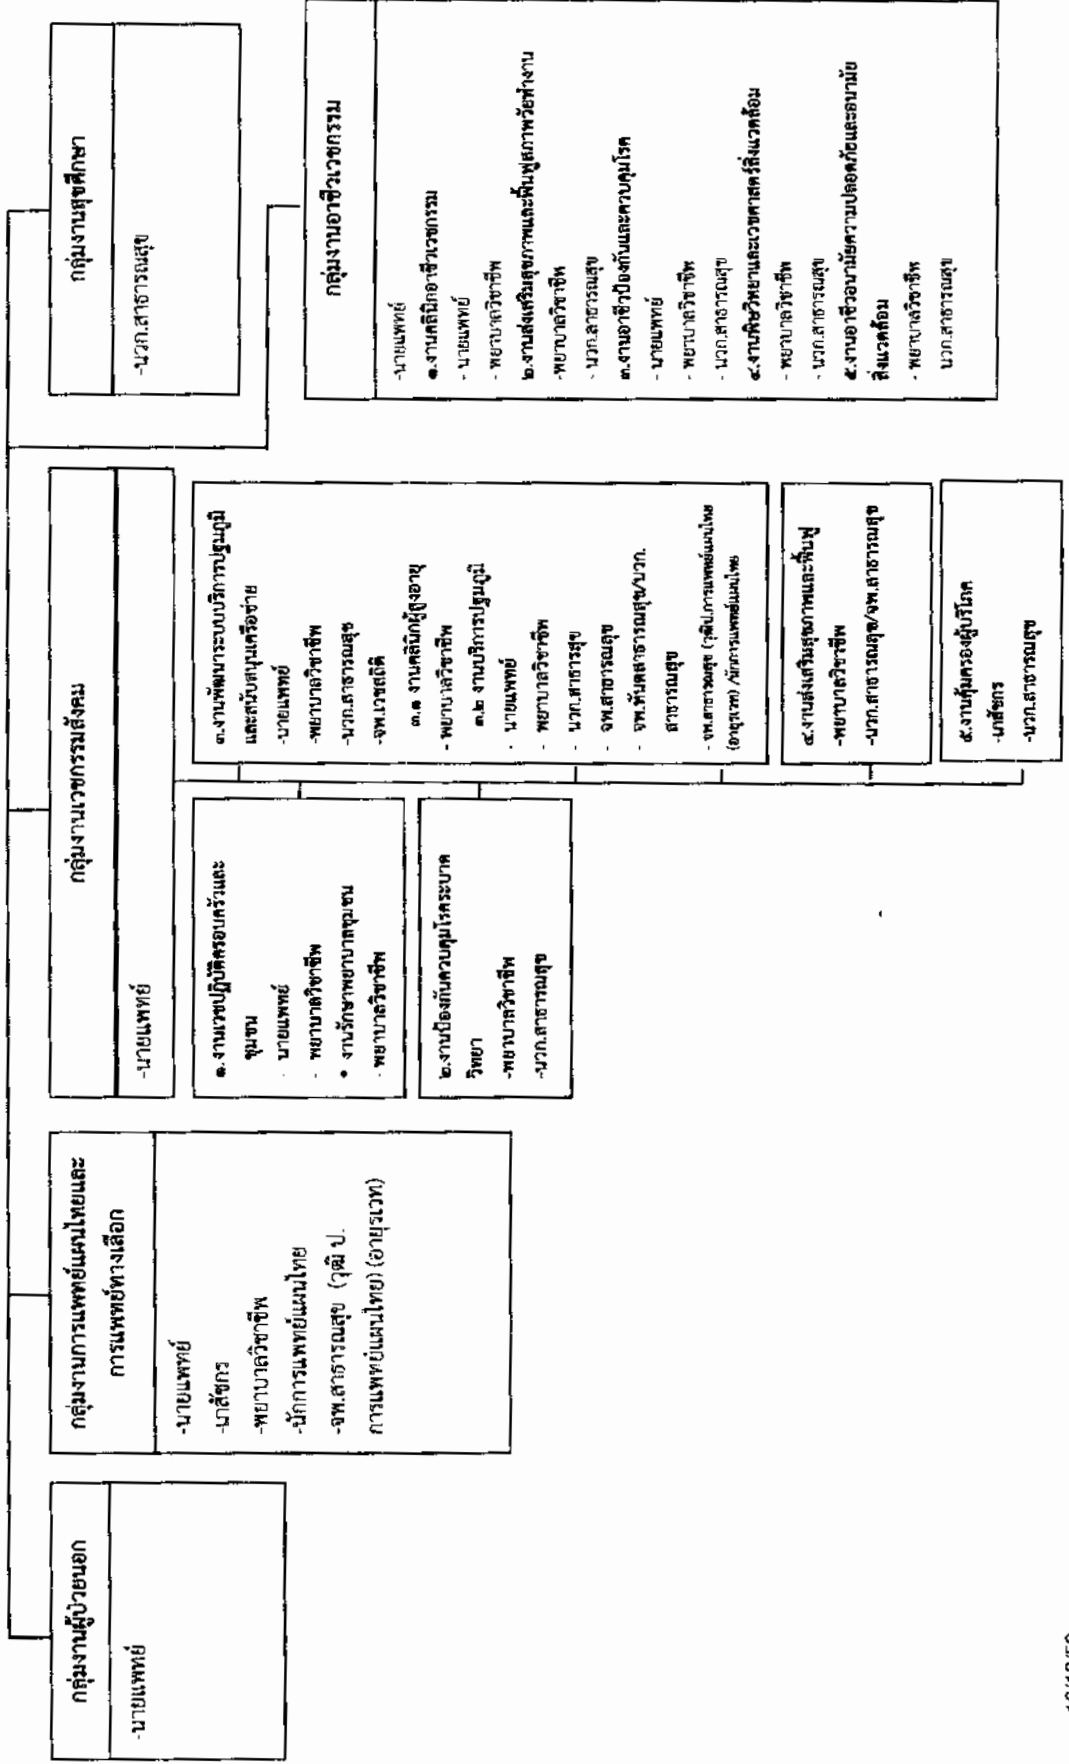 กลุ่มงานผู้ป่วยนอก
-นายแพทย์
กลุ่มงานการแพทย์แผนไทยและ
การแพทย์ทางเลือก
-นายแพทย์
-เภสัชกร
-พยาบาลวิชาชีพ
-นักการแพทย์แผนไทย
-จพ.สาธารณสุข (วุฒิ ป.
การแพทย์แผนไทย) (อายุรเวท)
กลุ่มงานเวชกรรมสังคม
-นายแพทย์
๑. งานเวชปฏิบัติครอบครัวและ
ชุมชน
- นายแพทย์
- พยาบาลวิชาชีพ
• งานรักษาพยาบาลชุมชน
- พยาบาลวิชาชีพ
๒.งานป้องกันควบคุมโรคระบาด
วิทยา
-พยาบาลวิชาชีพ
-นวก.สาธารณสุข
๓.งานพัฒนาระบบบริการปฐมภูมิ
และสนับสนุนเครือข่าย
-นายแพทย์
-พยาบาลวิชาชีพ
-นวก.สาธารณสุข
-จพ.เวชสถิติ
๓.๑ งานคลินิกผู้สูงอายุ
- พยาบาลวิชาชีพ
๓.๒ งานบริการปฐมภูมิ
- นายแพทย์
- พยาบาลวิชาชีพ
- นวก.สาธารสุข
- จพ.สาธารณสุข
- จพ.ทันตสาธารณสุข/นวก.
สาธารณสุข
- จพ.สาธารณสุข (วุฒิป.การแพทย์แผนไทย
(อายุรเวท) /นักการแพทย์แผนไทย
๔.งานส่งเสริมสุขภาพและฟื้นฟู
-พยาบาลวิชาชีพ
-นวก.สาธารณสุข/จพ.สาธารณสุข
๕.งานคุ้มครองผู้บริโภค
-เภสัชกร
-นวก.สาธารณสุข
กลุ่มงานสุขศึกษา
-นวก.สาธารณสุข
กลุ่มงานอาชีวเวชกรรม
-นายแพทย์
๑.งานคลินิกอาชีวเวชกรรม
- นายแพทย์
- พยาบาลวิชาชีพ
๒.งานส่งเสริมสุขภาพและฟื้นฟูสภาพวัยทำงาน
-พยาบาลวิชาชีพ
- นวก.สาธารณสุข
๓.งานอาชีวป้องกันและควบคุมโรค
- นายแพทย์
- พยาบาลวิชาชีพ
- นวก.สาธารณสุข
๔.งานพิษวิทยาและเวชศาสตร์สิ่งแวดล้อม
- พยาบาลวิชาชีพ
- นวก.สาธารณสุข
๕.งานอาชีวอนามัยความปลอดภัยและอนามัย
สิ่งแวดล้อม
- พยาบาลวิชาชีพ
นวก.สาธารณสุข